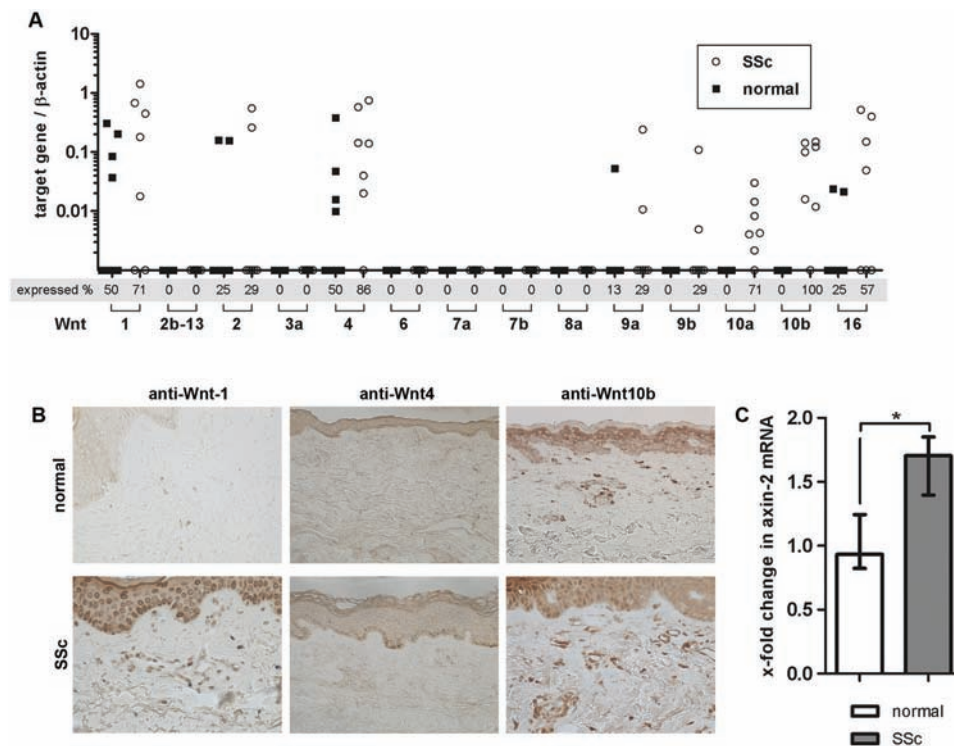 A
target gene / β-actin
10
1
0.1
0.01
SSc
normal
expressed % 50 71 0 0 25 29 0 0 50 86 0 0 0 0 0 0 0 0 13 29 0 29 0 71 0 100 25 57
Wnt 1 2b-13 2 3a 4 6 7a 7b 8a 9a 9b 10a 10b 16
B
anti-Wnt-1 anti-Wnt4 anti-Wnt10b
normal
SSc
C
x-fold change in axin-2 mRNA
2.0
1.5
1.0
0.5
0.0
*
normal
SSc